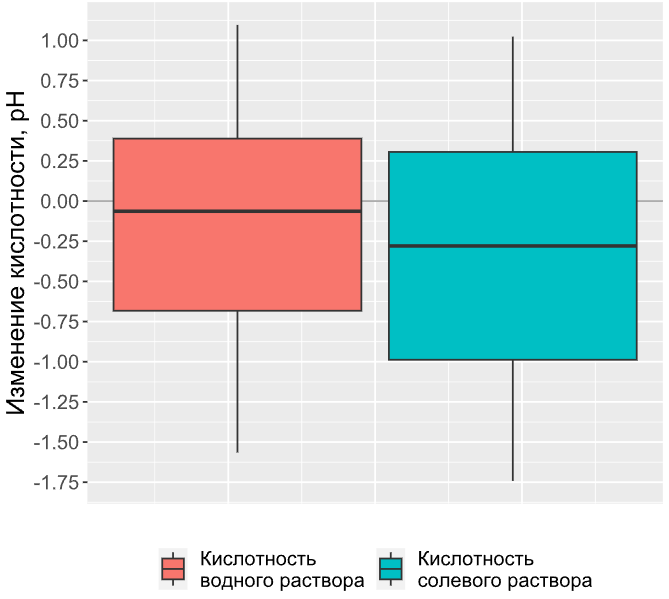 Изменение кислотности, pH
1.00
0.75
0.50
0.25
0.00
-0.25
-0.50
-0.75
-1.00
-1.25
-1.50
-1.75
Кислотность
водного раствора
Кислотность
солевого раствора